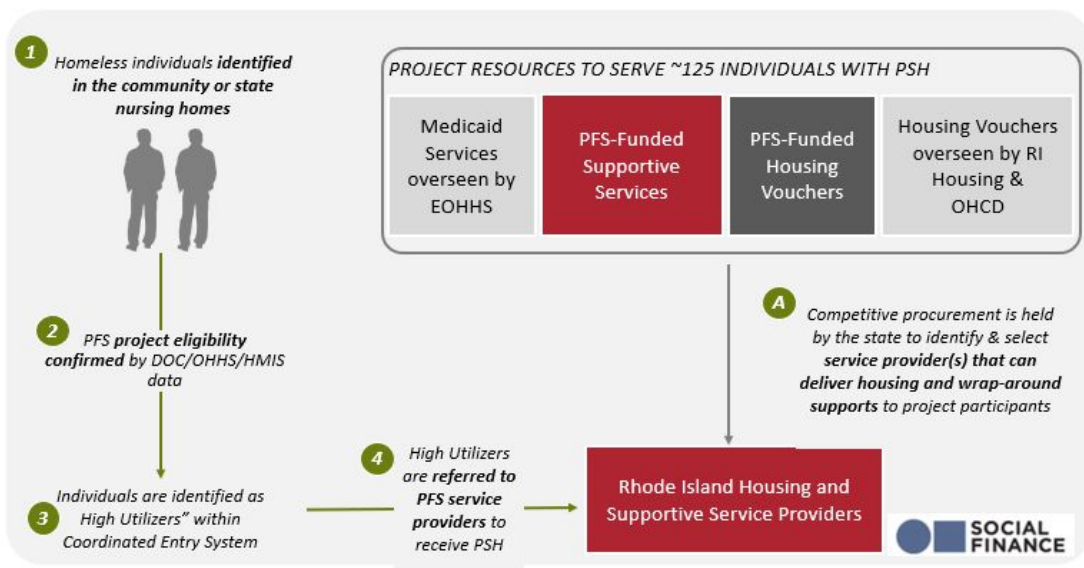 1
Homeless individuals identified
in the community or state
nursing homes
PROJECT RESOURCES TO SERVE ~125 INDIVIDUALS WITH PSH
Medicaid
Services
overseen by
EOHHS
PFS-Funded
Supportive
Services
PFS-Funded
Housing
Vouchers
Housing Vouchers
overseen by RI
Housing &
OHCD
2
PFS project eligibility
confirmed by DOC/OHHS/HMIS
data
A
Competitive procurement is held
by the state to identify & select
service provider(s) that can
deliver housing and wrap-around
supports to project participants
3
Individuals are identified as
High Utilizers” within
Coordinated Entry System
4
High Utilizers
are referred to
PFS service
providers to
receive PSH
Rhode Island Housing and
Supportive Service Providers
SOCIAL
FINANCE